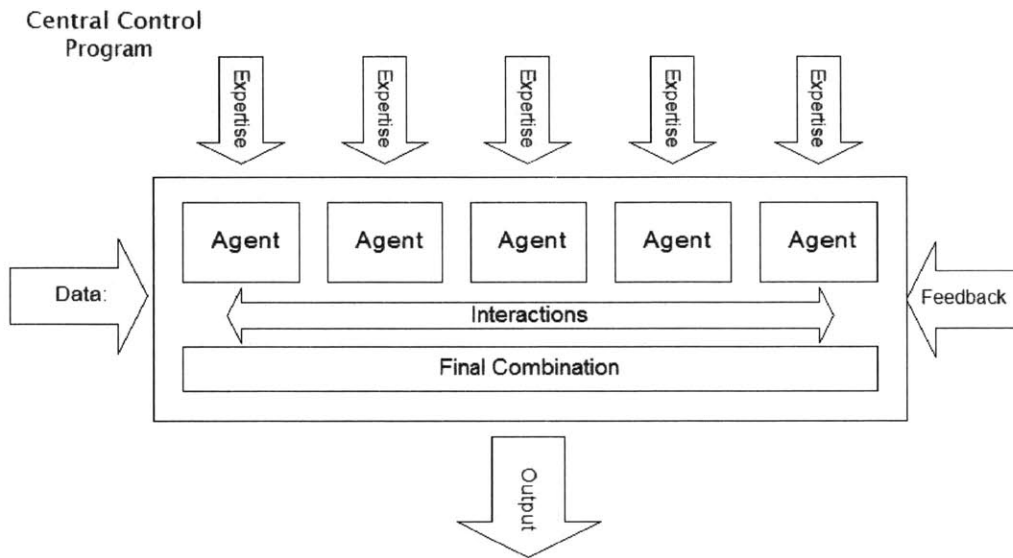 Central Control
Program
Expertise
Expertise
Expertise
Expertise
Expertise
Agent
Agent
Agent
Agent
Agent
Data:
Interactions
Feedback
Final Combination
Output